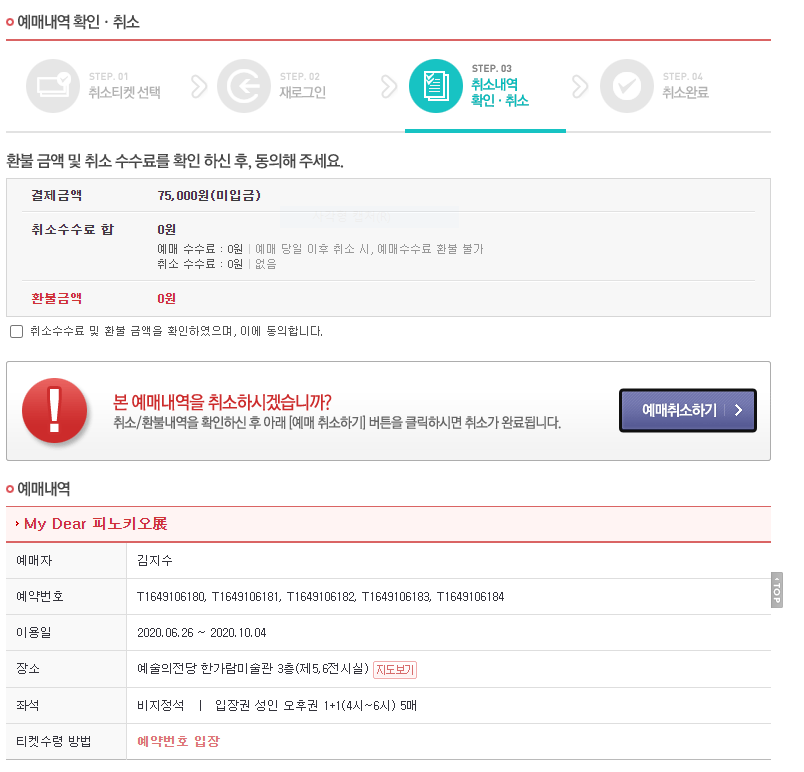 예매내역 확인 · 취소
STEP. 01
취소티켓 선택
STEP. 02
재로그인
STEP. 03
취소내역
확인 · 취소
STEP. 04
취소완료
환불 금액 및 취소 수수료를 확인 하신 후, 동의해 주세요.
결제금액 75,000원(미입금)
취소수수료 합 0원
예매 수수료 : 0원 | 예매 당일 이후 취소 시, 예매수수료 환불 불가
취소 수수료 : 0원 | 없음
환불금액 0원
취소수수료 및 환불 금액을 확인하였으며, 이에 동의합니다.
본 예매내역을 취소하시겠습니까?
취소/환불내역을 확인하신 후 아래 [예매 취소하기] 버튼을 클릭하시면 취소가 완료됩니다.
예매취소하기
예매내역
My Dear 피노키오展
예매자 김지수
예약번호 T1649106180, T1649106181, T1649106182, T1649106183, T1649106184
이용일 2020.06.26 ~ 2020.10.04
장소 예술의전당 한가람미술관 3층(제5,6전시실) 지도보기
좌석 비지정석 | 입장권 성인 오후권 1+1(4시~6시) 5매
티켓수령 방법 예약번호 입장
TOP